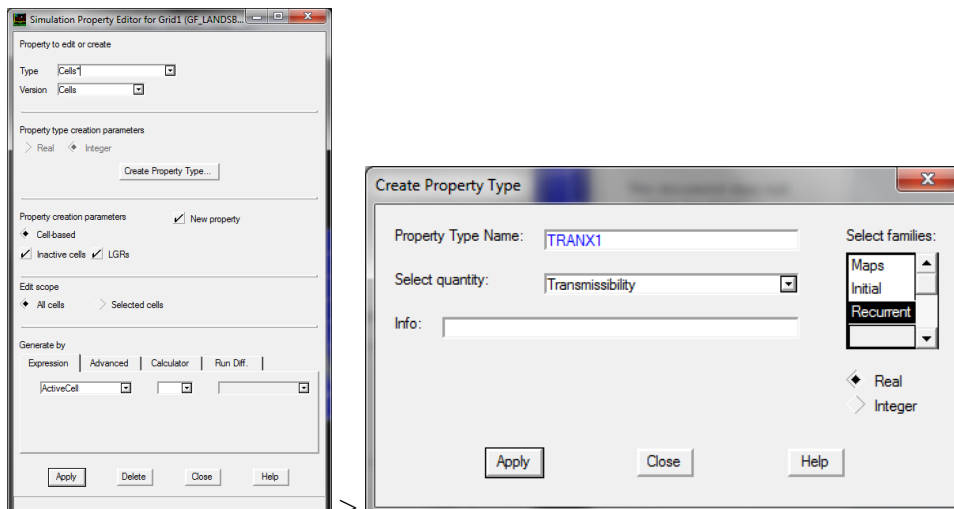 Simulation Property Editor for Grid1 (GF_LANDSB...
Property to edit or create
Type Cells*
Version Cells
Property type creation parameters
Real Integer
Create Property Type...
Property creation parameters New property
Cell-based
Inactive cells LGRs
Edit scope
All cells Selected cells
Generate by
Expression Advanced Calculator Run Diff.
ActiveCell
Apply Delete Close Help
>
Create Property Type
Property Type Name: TRANX1
Select quantity: Transmissibility
Info:
Select families:
Maps
Initial
Recurrent
Real
Integer
Apply Close Help